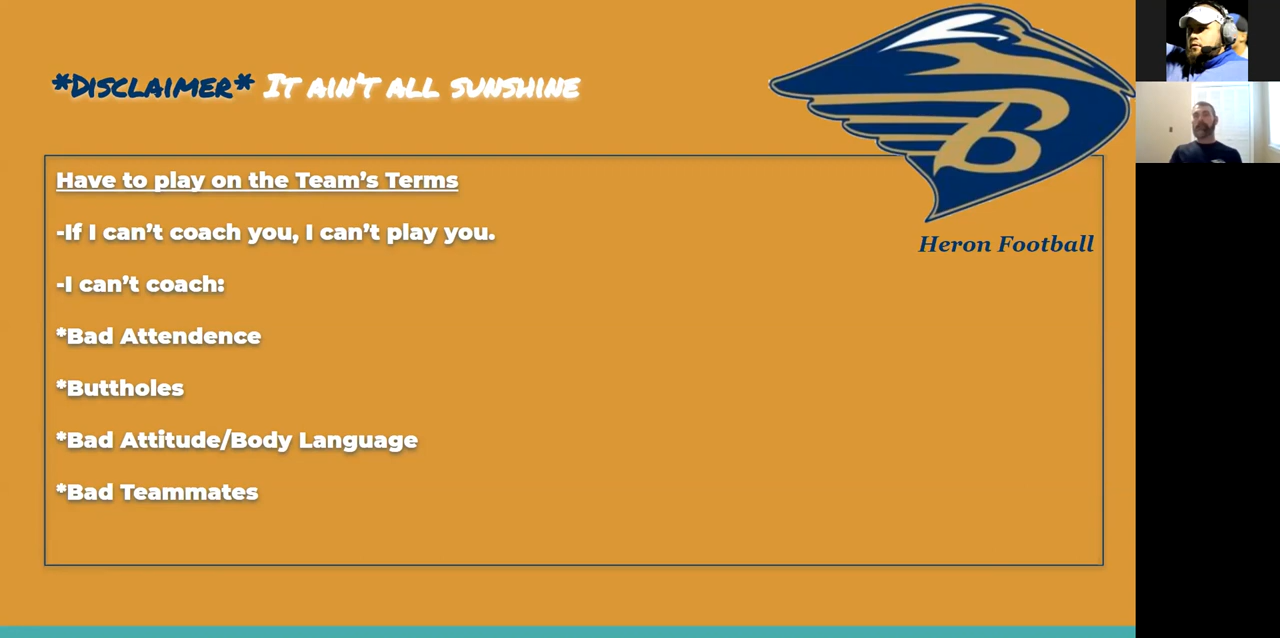 *Disclaimer* It ain't all sunshine
B
Have to play on the Team's Terms
-If I can't coach you, I can't play you.
Heron Football
-I can't coach:
*Bad Attendence
*Buttholes
*Bad Attitude/Body Language
*Bad Teammates